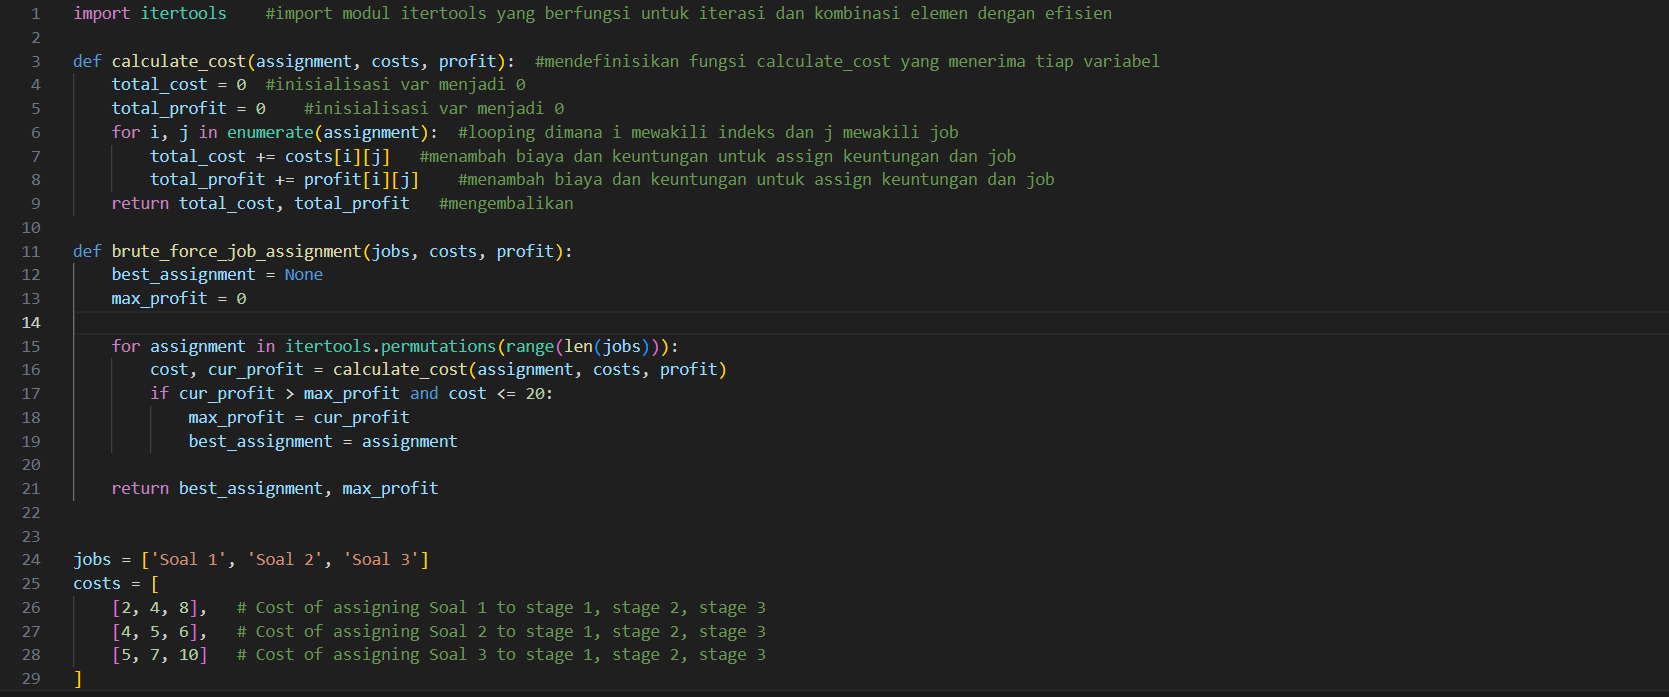 1 import itertools    #import modul itertools yang berfungsi untuk iterasi dan kombinasi elemen dengan efisien
2
3 def calculate_cost(assignment, costs, profit):  #mendefinisikan fungsi calculate_cost yang menerima tiap variabel
4     total_cost = 0  #inisialisasi var menjadi 0
5     total_profit = 0    #inisialisasi var menjadi 0
6     for i, j in enumerate(assignment):  #looping dimana i mewakili indeks dan j mewakili job
7         total_cost += costs[i][j]   #menambah biaya dan keuntungan untuk assign keuntungan dan job
8         total_profit += profit[i][j]    #menambah biaya dan keuntungan untuk assign keuntungan dan job
9     return total_cost, total_profit   #mengembalikan
10
11 def brute_force_job_assignment(jobs, costs, profit):
12     best_assignment = None
13     max_profit = 0
14
15     for assignment in itertools.permutations(range(len(jobs))):
16         cost, cur_profit = calculate_cost(assignment, costs, profit)
17         if cur_profit > max_profit and cost <= 20:
18             max_profit = cur_profit
19             best_assignment = assignment
20
21     return best_assignment, max_profit
22
23
24 jobs = ['Soal 1', 'Soal 2', 'Soal 3']
25 costs = [
26     [2, 4, 8],   # Cost of assigning Soal 1 to stage 1, stage 2, stage 3
27     [4, 5, 6],   # Cost of assigning Soal 2 to stage 1, stage 2, stage 3
28     [5, 7, 10]   # Cost of assigning Soal 3 to stage 1, stage 2, stage 3
29 ]